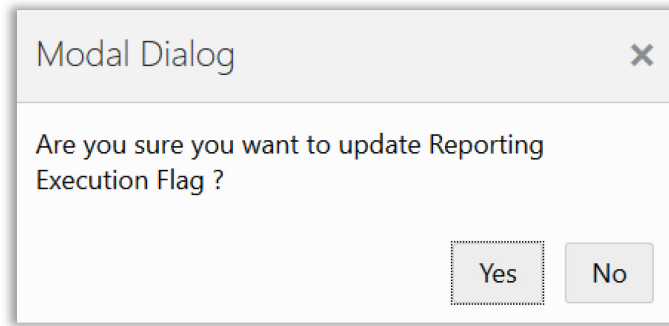 Modal Dialog
Are you sure you want to update Reporting
Execution Flag ?
Yes No